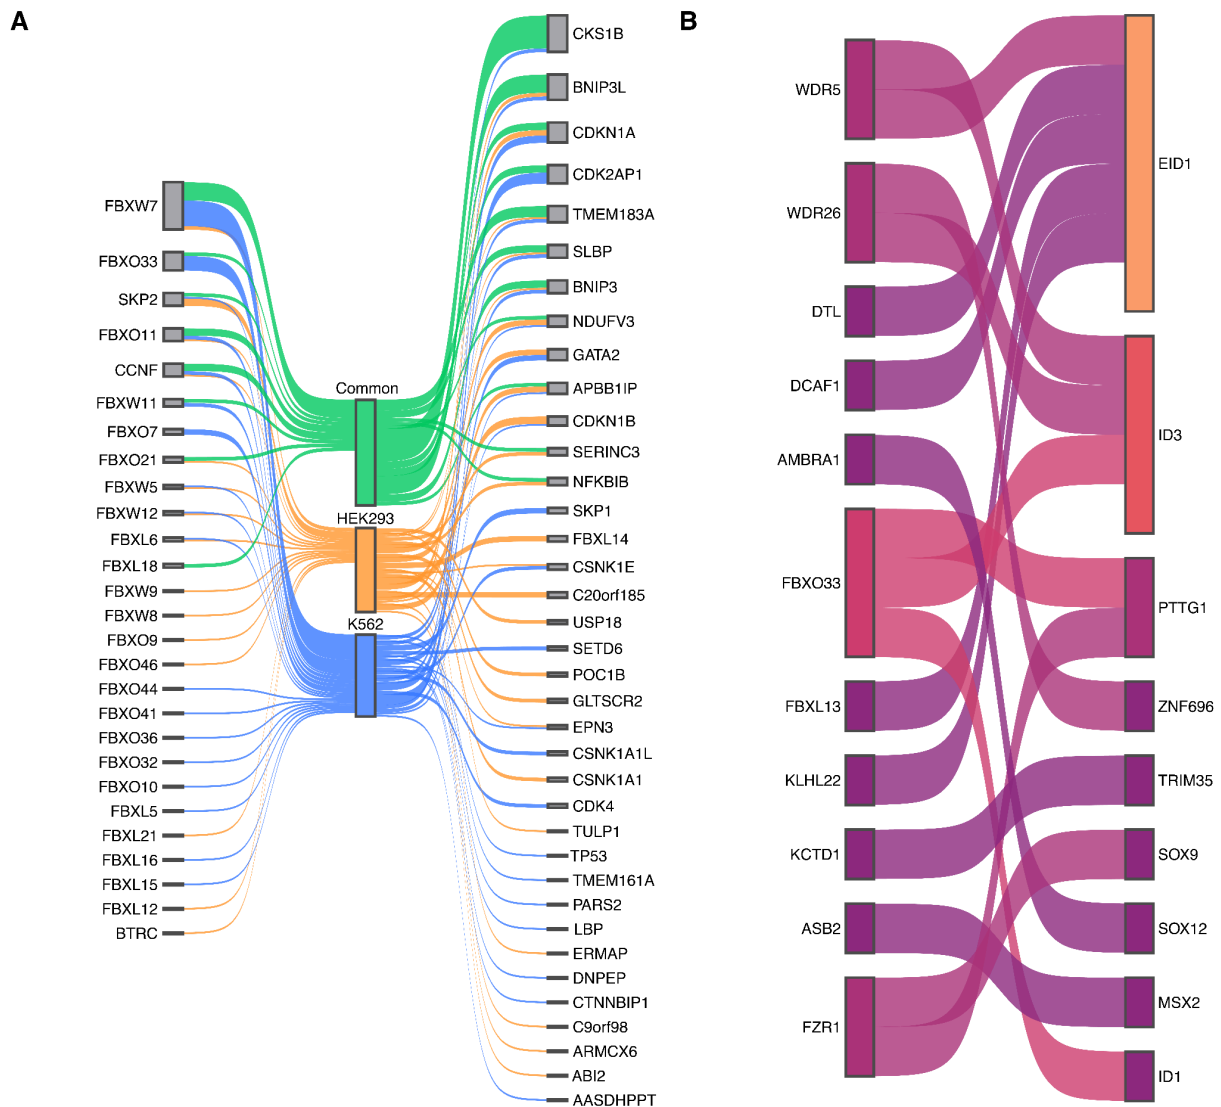 A
FBXW7
FBXO33
SKP2
FBXO11
CCNF
FBXW11
FBXO7
FBXO21
FBXW5
FBXW12
FBXL6
FBXL18
FBXW9
FBXW8
FBXO9
FBXO46
FBXO44
FBXO41
FBXO36
FBXO32
FBXO10
FBXL5
FBXL21
FBXL16
FBXL15
FBXL12
BTRC
Common
HEK293
K562
CKS1B
BNIP3L
CDKN1A
CDK2AP1
TMEM183A
SLBP
BNIP3
NDUFV3
GATA2
APBB1IP
CDKN1B
SERINC3
NFKBIB
SKP1
FBXL14
CSNK1E
C20orf185
USP18
SETD6
POC1B
GLTSCR2
EPN3
CSNK1A1L
CSNK1A1
CDK4
TULP1
TP53
TMEM161A
PARS2
LBP
ERMAP
DNPEP
CTNNBIP1
C9orf98
ARMCX6
ABI2
AASDHPPT
B
WDR5
WDR26
DTL
DCAF1
AMBRA1
FBXO33
FBXL13
KLHL22
KCTD1
ASB2
FZR1
EID1
ID3
PTTG1
ZNF696
TRIM35
SOX9
SOX12
MSX2
ID1